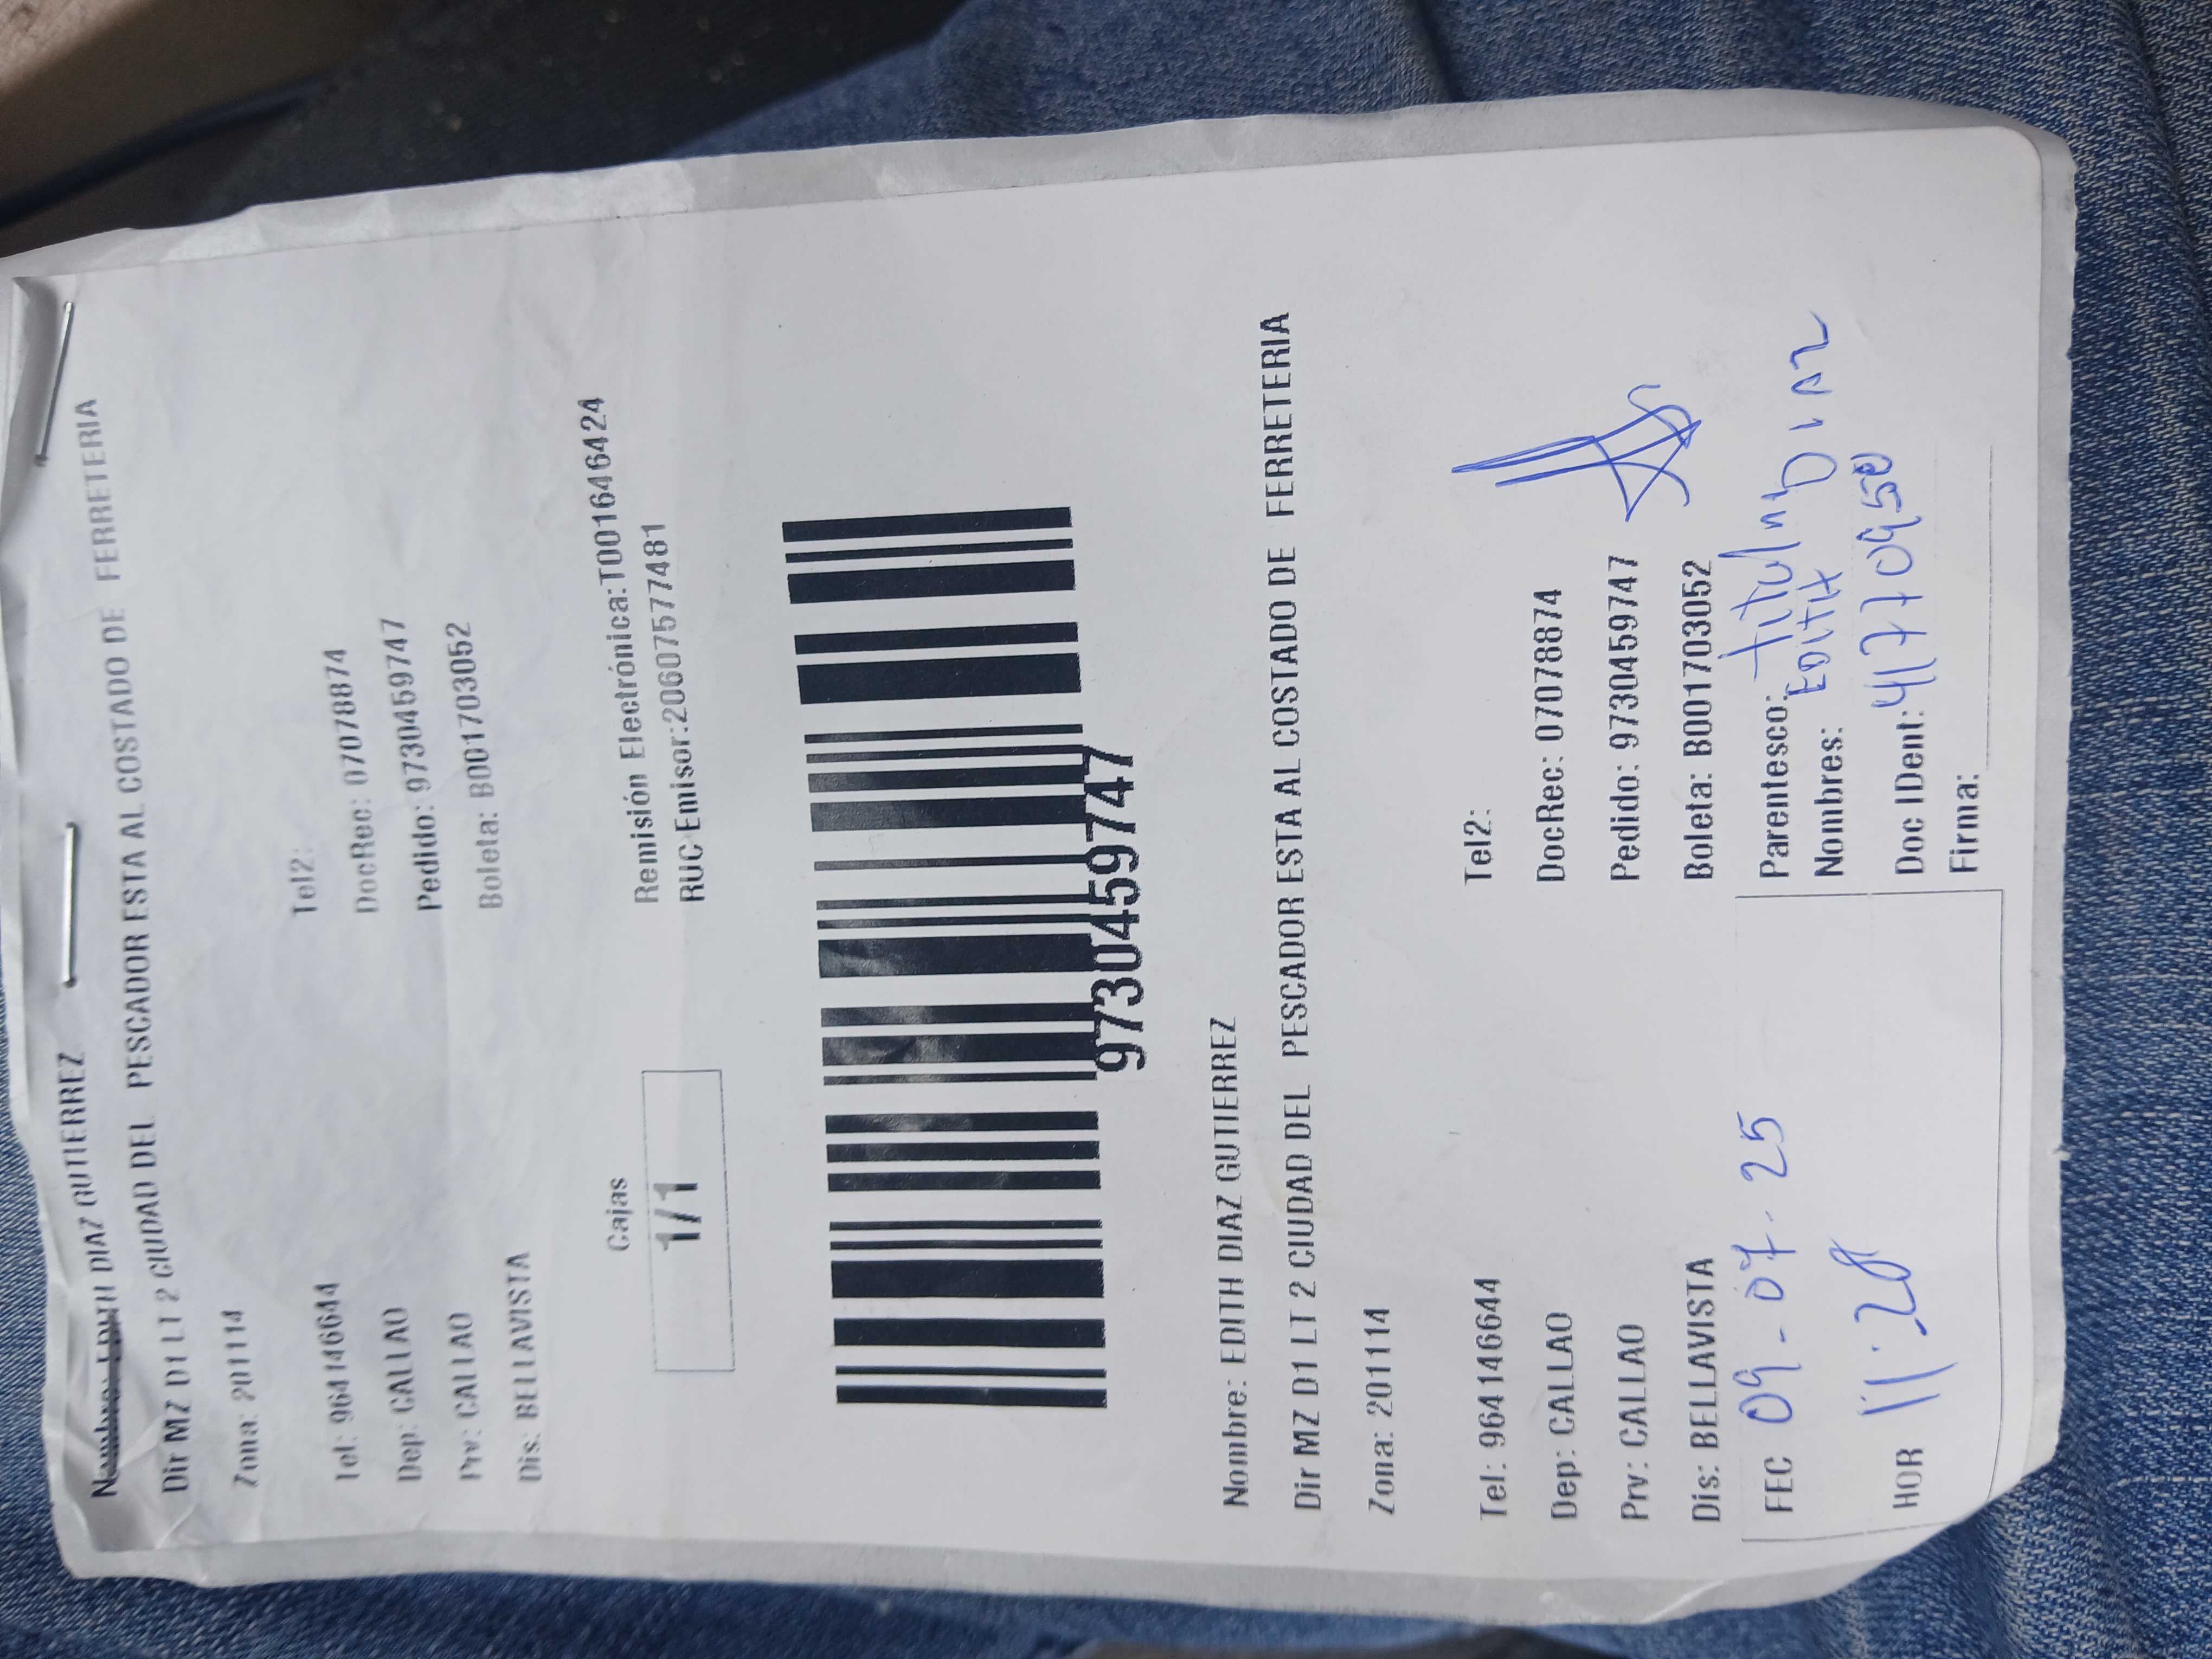 Nombre: EDITH DIAZ GUTIERREZ
Dir MZ D1 LT 2 CIUDAD DEL PESCADOR ESTA AL COSTADO DE FERRETERIA
Zona: 201114
Tel: 964146644 Tel2:
Dep: CALLAO DocRec: 07078874
Prv: CALLAO Pedido: 9730459747
Dis: BELLAVISTA Boleta: B001703052
Cajas Remisión Electrónica:T001646424
1/1 RUC Emisor:20607577481
9730459747
Nombre: EDITH DIAZ GUTIERREZ
Dir MZ D1 LT 2 CIUDAD DEL PESCADOR ESTA AL COSTADO DE FERRETERIA
Zona: 201114
Tel: 964146644 Tel2:
Dep: CALLAO DocRec: 07078874
Prv: CALLAO Pedido: 9730459747
Dis: BELLAVISTA Boleta: B001703052
FEC 09-07-25 Parentesco: Titular
Nombres: EDITH DIAZ
HOR 11:20 Doc IDent: 41770950
Firna: